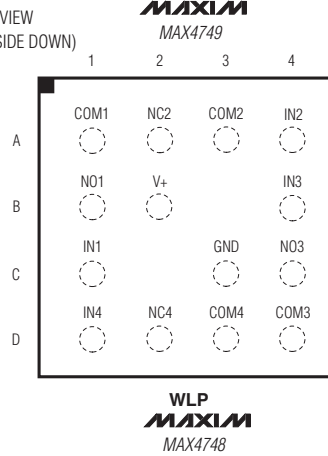 VIEW
SIDE DOWN)
MAXIM
MAX4749
1 2 3 4
COM1 NC2 COM2 IN2
A
NO1 V+ IN3
B
IN1 GND NO3
C
IN4 NC4 COM4 COM3
D
WLP
MAXIM
MAX4748